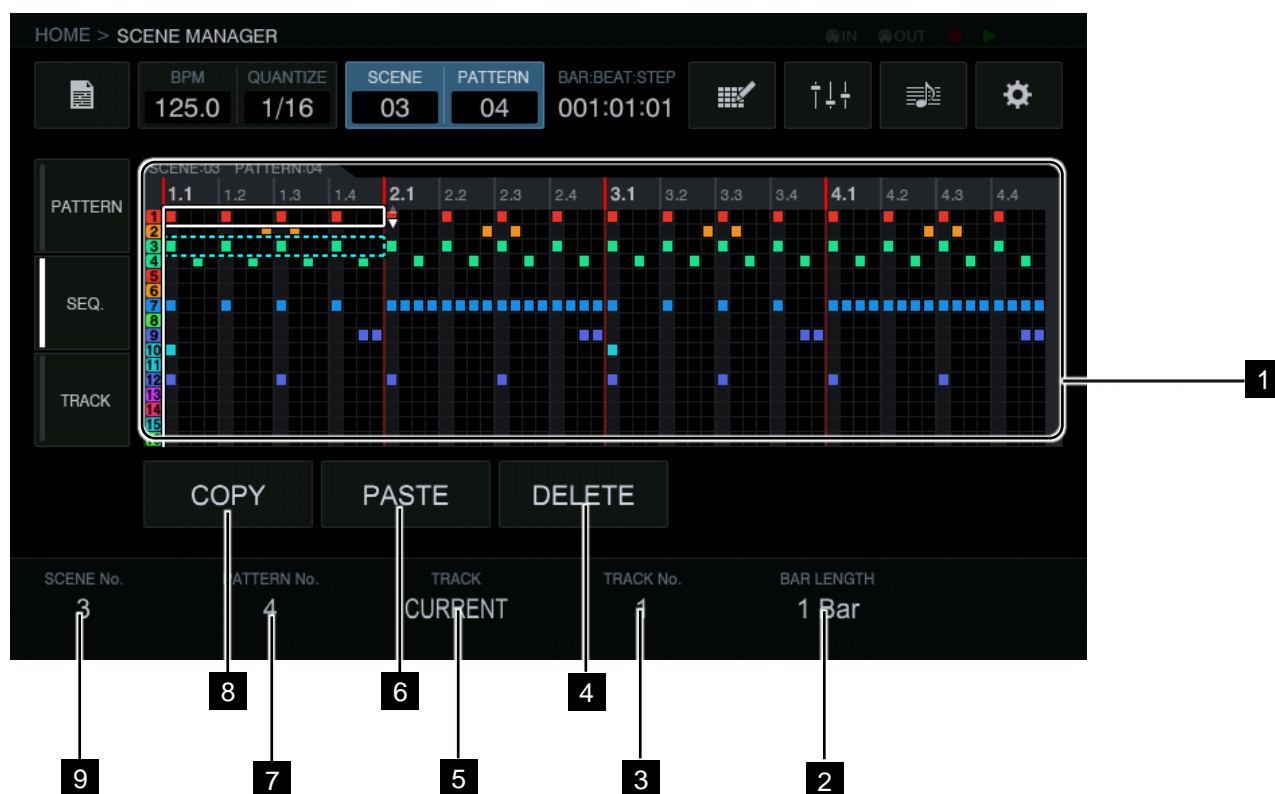 HOME > SCENE MANAGER
IN OUT
BPM QUANTIZE SCENE PATTERN BAR:BEAT:STEP
125.0 1/16 03 04 001:01:01
SCENE:03 PATTERN:04
1.1 1.2 1.3 1.4 2.1 2.2 2.3 2.4 3.1 3.2 3.3 3.4 4.1 4.2 4.3 4.4
PATTERN
SEQ.
TRACK
1
2
3
4
5
6
7
8
9
10
11
12
13
14
15
1
COPY PASTE DELETE
SCENE No. PATTERN No. TRACK TRACK No. BAR LENGTH
3 4 CURRENT 1 1 Bar
8 6 4
9 7 5 3 2